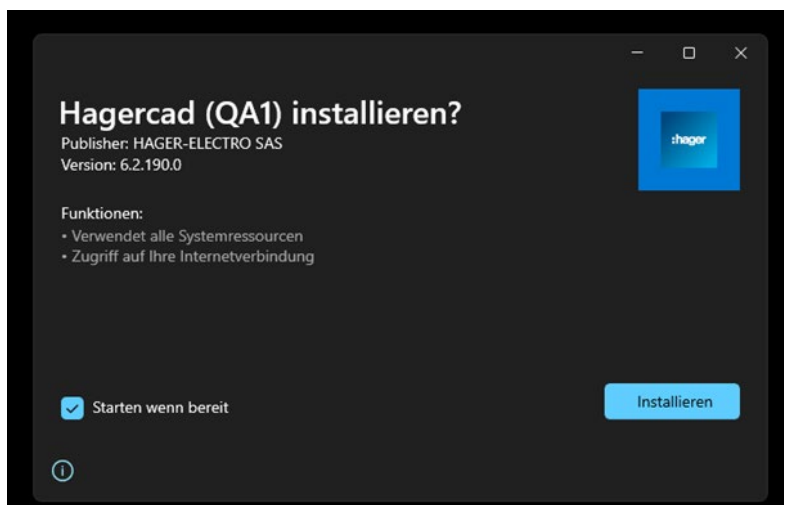 Hagercad (QA1) installieren?
Publisher: HAGER-ELECTRO SAS
Version: 6.2.190.0
:hager
Funktionen:
• Verwendet alle Systemressourcen
• Zugriff auf Ihre Internetverbindung
Starten wenn bereit
Installieren